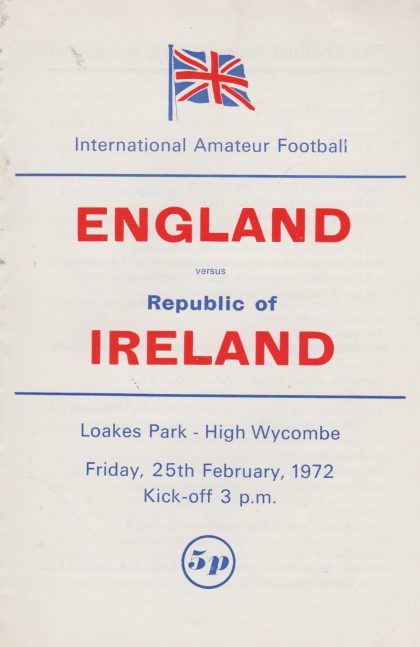 International Amateur Football
ENGLAND
versus
Republic of
IRELAND
Loakes Park - High Wycombe
Friday, 25th February, 1972
Kick-off 3 p.m.
5p